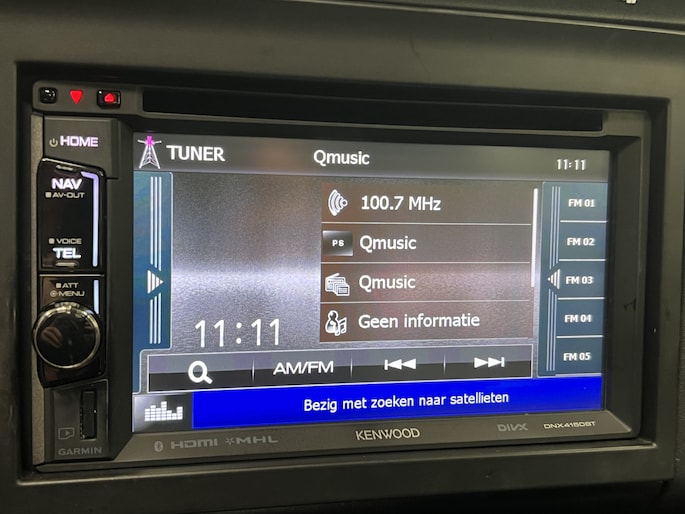 HOME
NAV
AV-OUT
VOICE
TEL
ATT
MENU
GARMIN
TUNER
Qmusic
11:11
100.7 MHz
PS
Qmusic
Qmusic
Geen informatie
11:11
FM 01
FM 02
FM 03
FM 04
FM 05
AM/FM
Bezig met zoeken naar satellieten
HDMI
MHL
KENWOOD
DIVX
DNX4150BT